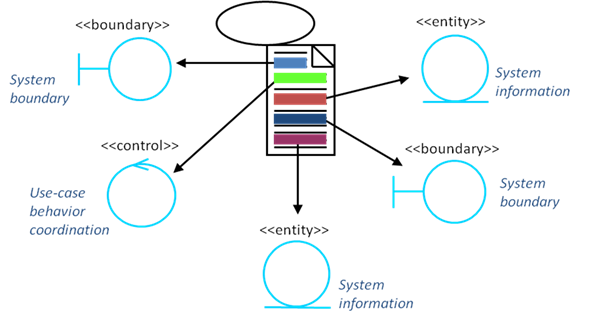 <<boundary>>
System
boundary
<<entity>>
System
information
<<control>>
Use-case
behavior
coordination
<<boundary>>
System
boundary
<<entity>>
System
information